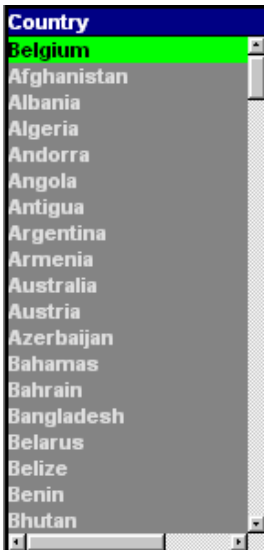 Country
Belgium
Afghanistan
Albania
Algeria
Andorra
Angola
Antigua
Argentina
Armenia
Australia
Austria
Azerbaijan
Bahamas
Bahrain
Bangladesh
Belarus
Belize
Benin
Bhutan